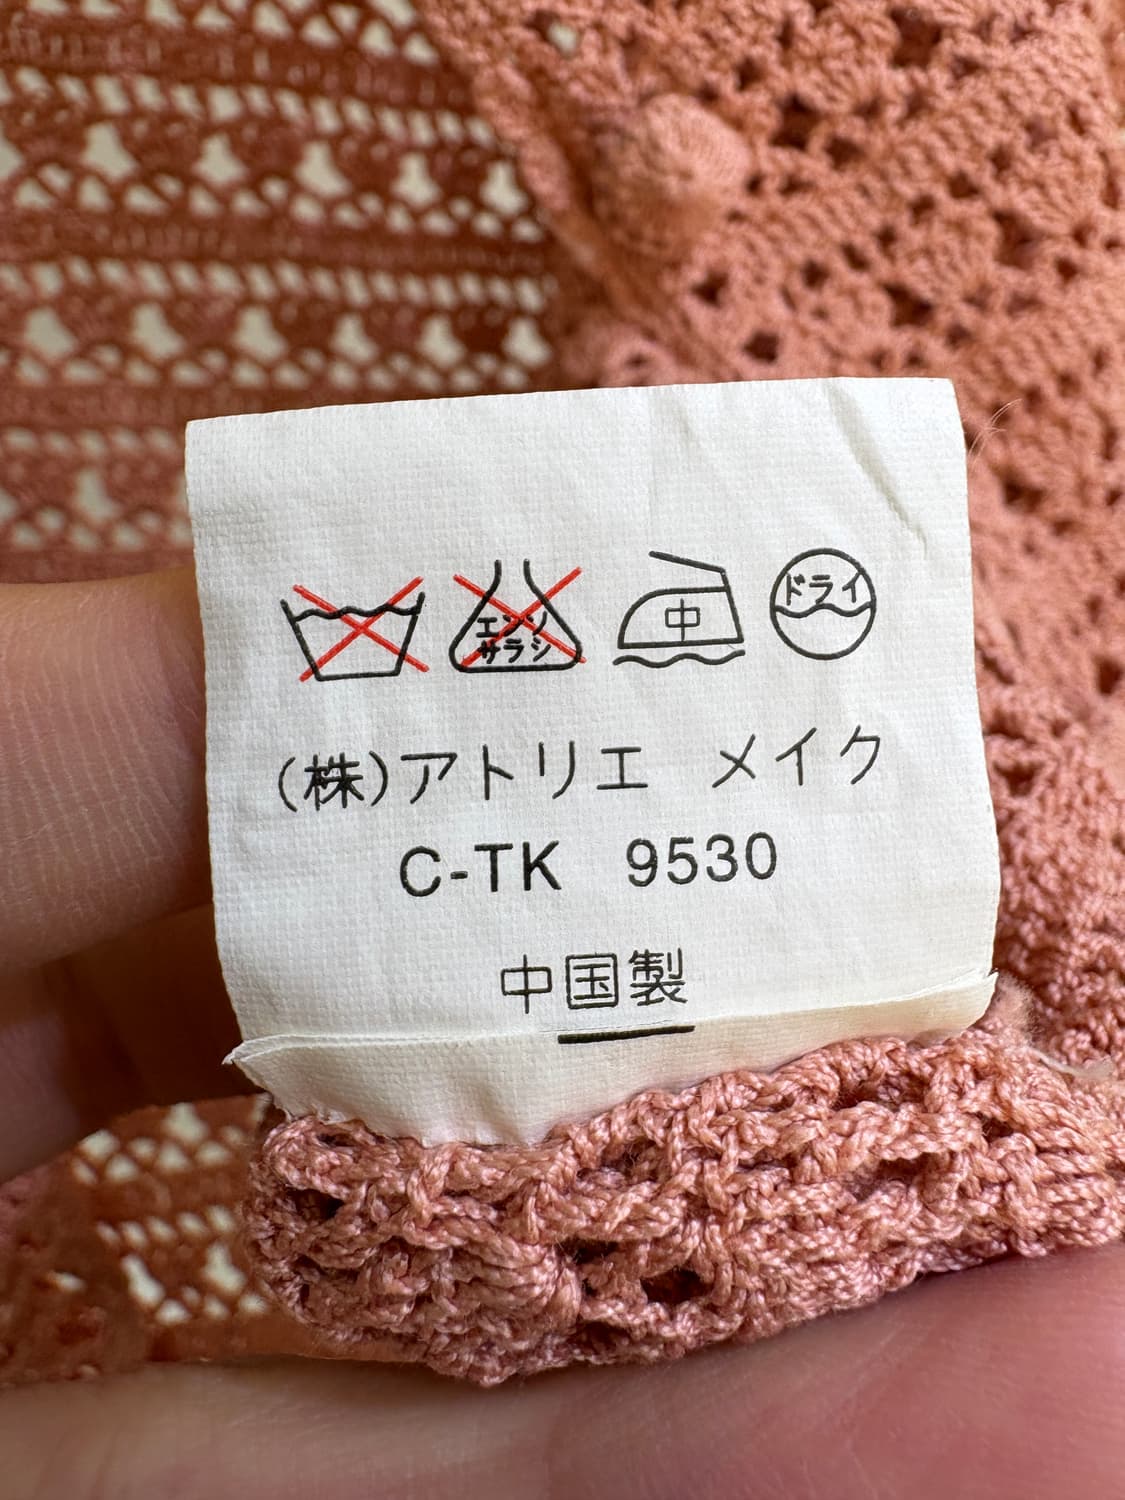 エンソ
サラシ
中
ドライ
(株)アトリエ メイク
C-TK 9530
中国製